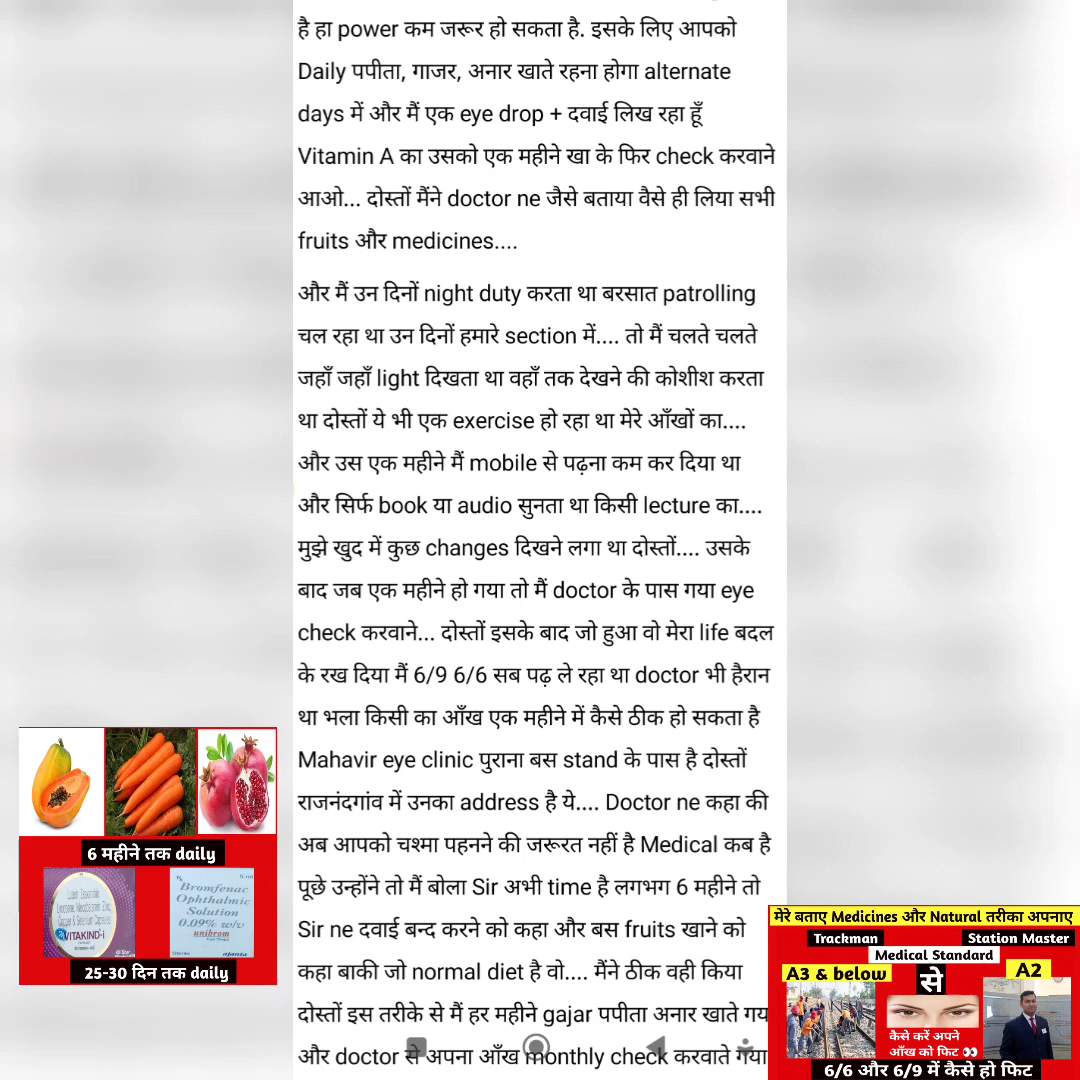 है हा power कम जरूर हो सकता है. इसके लिए आपको
Daily पपीता, गाजर, अनार खाते रहना होगा alternate
days में और मैं एक eye drop + दवाई लिख रहा हूँ
Vitamin A का उसको एक महीने खा के फिर check करवाने
आओ... दोस्तों मैंने doctor ne जैसे बताया वैसे ही लिया सभी
fruits और medicines....
और मैं उन दिनों night duty करता था बरसात patrolling
चल रहा था उन दिनों हमारे section में.... तो मैं चलते चलते
जहाँ जहाँ light दिखता था वहाँ तक देखने की कोशीश करता
था दोस्तों ये भी एक exercise हो रहा था मेरे आँखों का....
और उस एक महीने मैं mobile से पढ़ना कम कर दिया था
और सिर्फ book या audio सुनता था किसी lecture का....
मुझे खुद में कुछ changes दिखने लगा था दोस्तों.... उसके
बाद जब एक महीने हो गया तो मैं doctor के पास गया eye
check करवाने... दोस्तों इसके बाद जो हुआ वो मेरा life बदल
के रख दिया मैं 6/9 6/6 सब पढ़ ले रहा था doctor भी हैरान
था भला किसी का आँख एक महीने में कैसे ठीक हो सकता है
Mahavir eye clinic पुराना बस stand के पास है दोस्तों
राजनंदगांव में उनका address है ये.... Doctor ne कहा की
अब आपको चश्मा पहनने की जरूरत नहीं है Medical कब है
पूछे उन्होंने तो मैं बोला Sir अभी time है लगभग 6 महीने तो
Sir ne दवाई बन्द करने को कहा और बस fruits खाने को
कहा बाकी जो normal diet है वो.... मैंने ठीक वही किया
दोस्तों इस तरीके से मैं हर महीने gajar पपीता अनार खाते गय
और doctor से अपना आँख monthly check करवाते गया
6 महीने तक daily
VITAKIND-i
5 ml
Bromfenac
Ophthalmic
Solution
0.09% w/v
unibrom
ajanta
25-30 दिन तक daily
मेरे बताए Medicines और Natural तरीका अपनाए
Trackman
Station Master
Medical Standard
A3 & below
से
A2
कैसे करें अपने
आँख को फिट 👀
6/6 और 6/9 में कैसे हो फिट